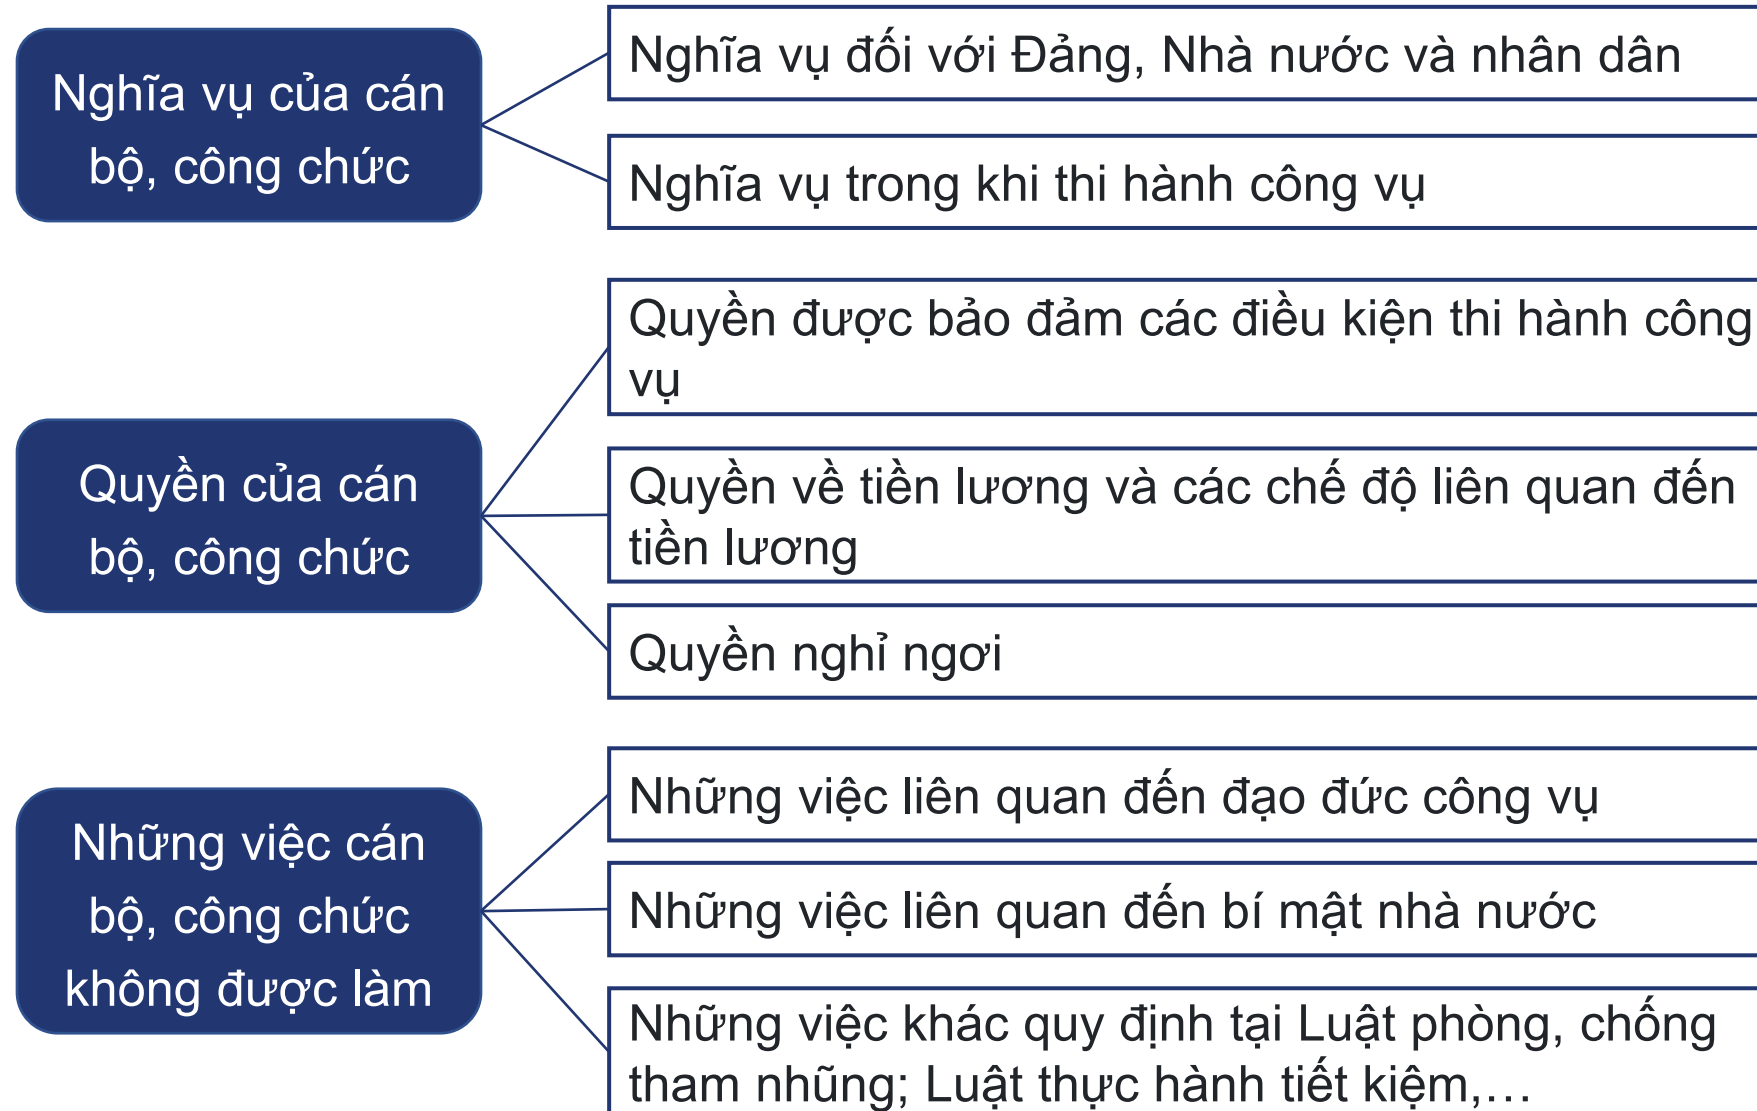 Nghĩa vụ của cán
bộ, công chức
Nghĩa vụ đối với Đảng, Nhà nước và nhân dân
Nghĩa vụ trong khi thi hành công vụ
Quyền của cán
bộ, công chức
Quyền được bảo đảm các điều kiện thi hành công
vụ
Quyền về tiền lương và các chế độ liên quan đến
tiền lương
Quyền nghỉ ngơi
Những việc cán
bộ, công chức
không được làm
Những việc liên quan đến đạo đức công vụ
Những việc liên quan đến bí mật nhà nước
Những việc khác quy định tại Luật phòng, chống
tham nhũng; Luật thực hành tiết kiệm,…